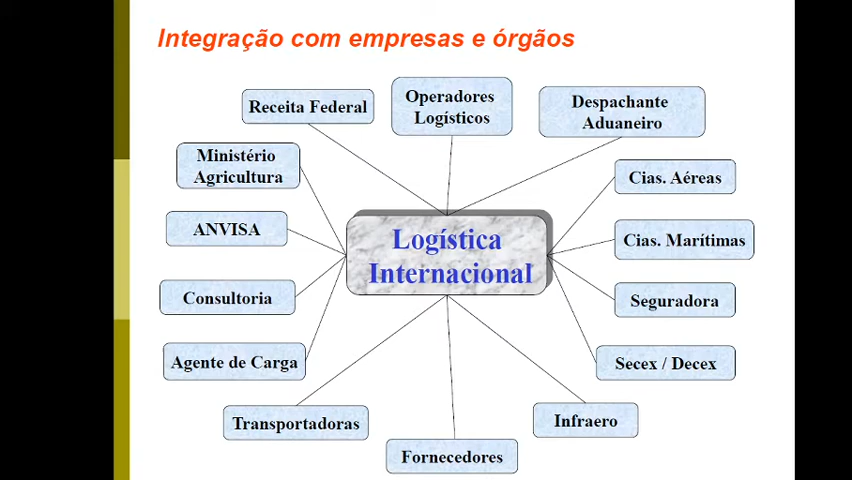 Integração com empresas e órgãos
Receita Federal
Operadores
Logísticos
Despachante
Aduaneiro
Ministério
Agricultura
Cias. Aéreas
ANVISA
Logística
Internacional
Cias. Marítimas
Consultoria
Seguradora
Agente de Carga
Secex / Decex
Transportadoras
Infraero
Fornecedores